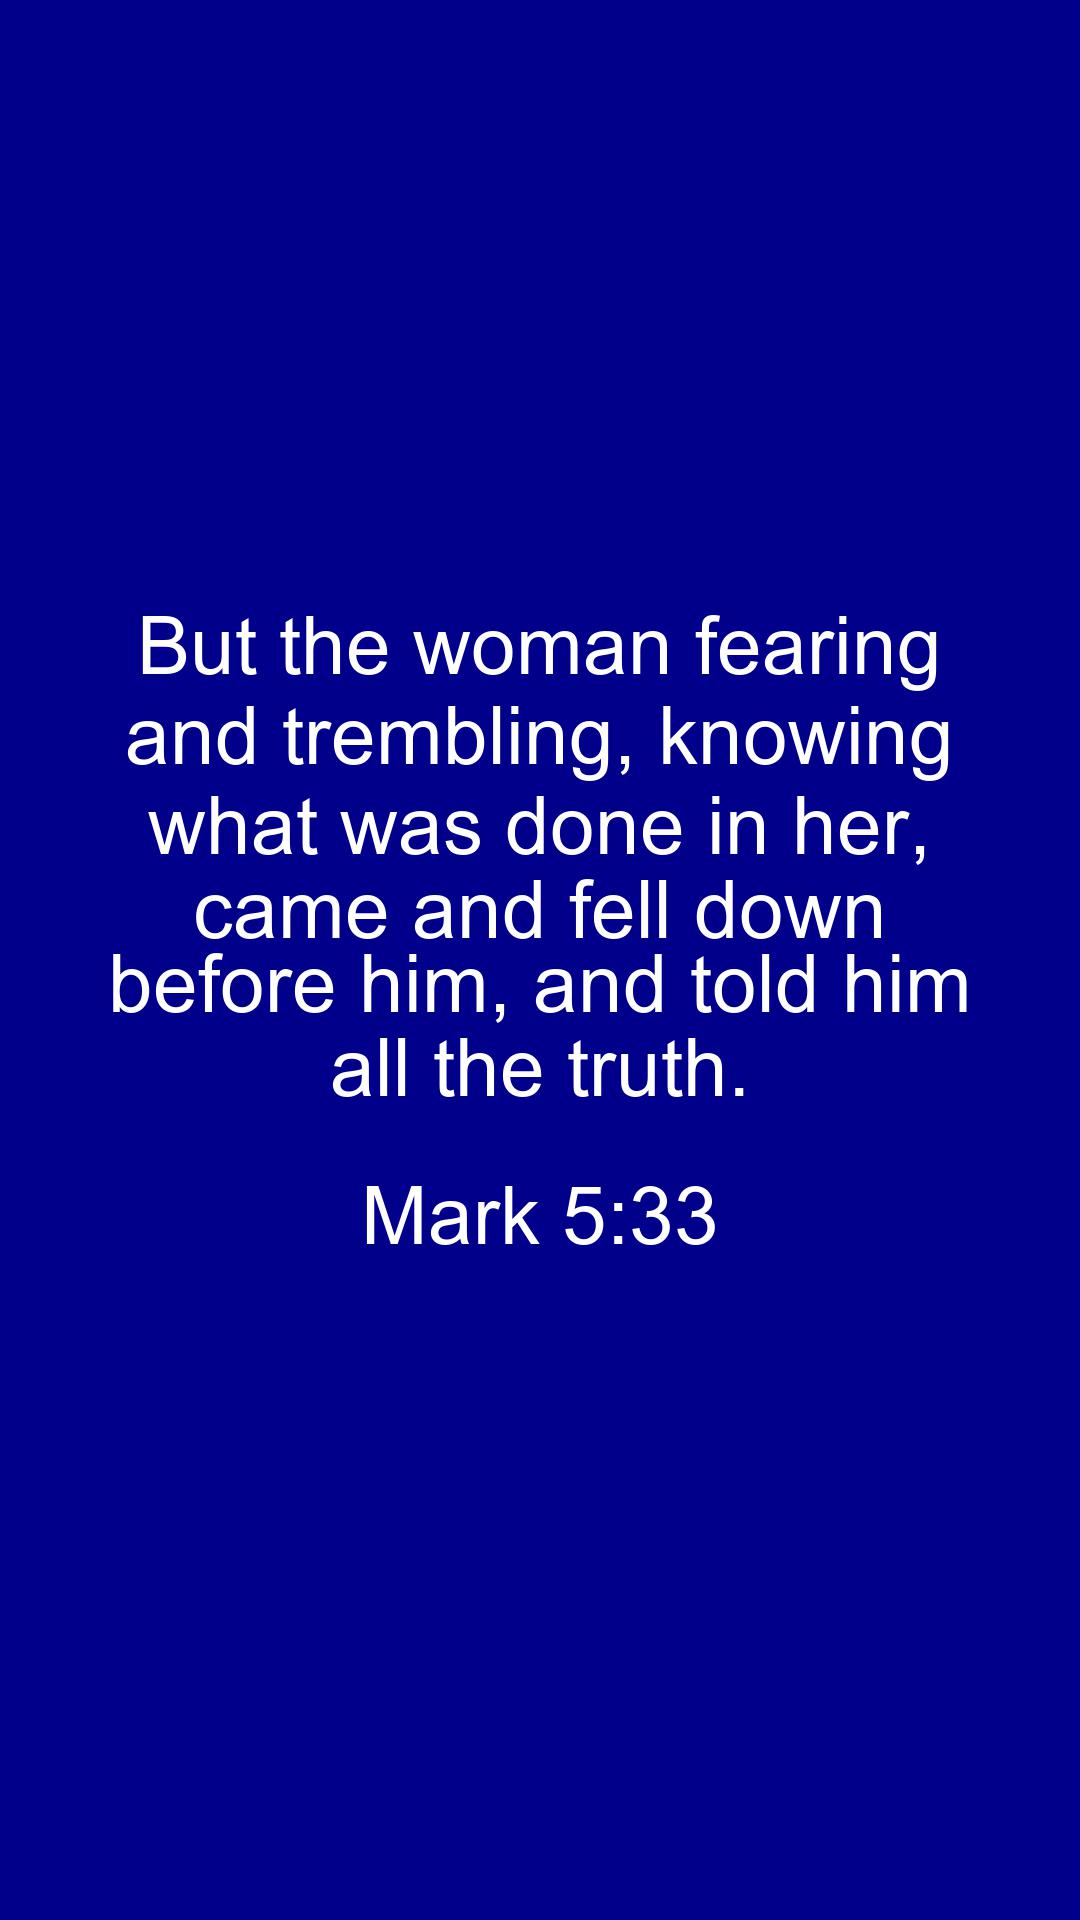 But the woman fearing
and trembling, knowing
what was done in her,
came and fell down
before him, and told him
all the truth.
Mark 5:33